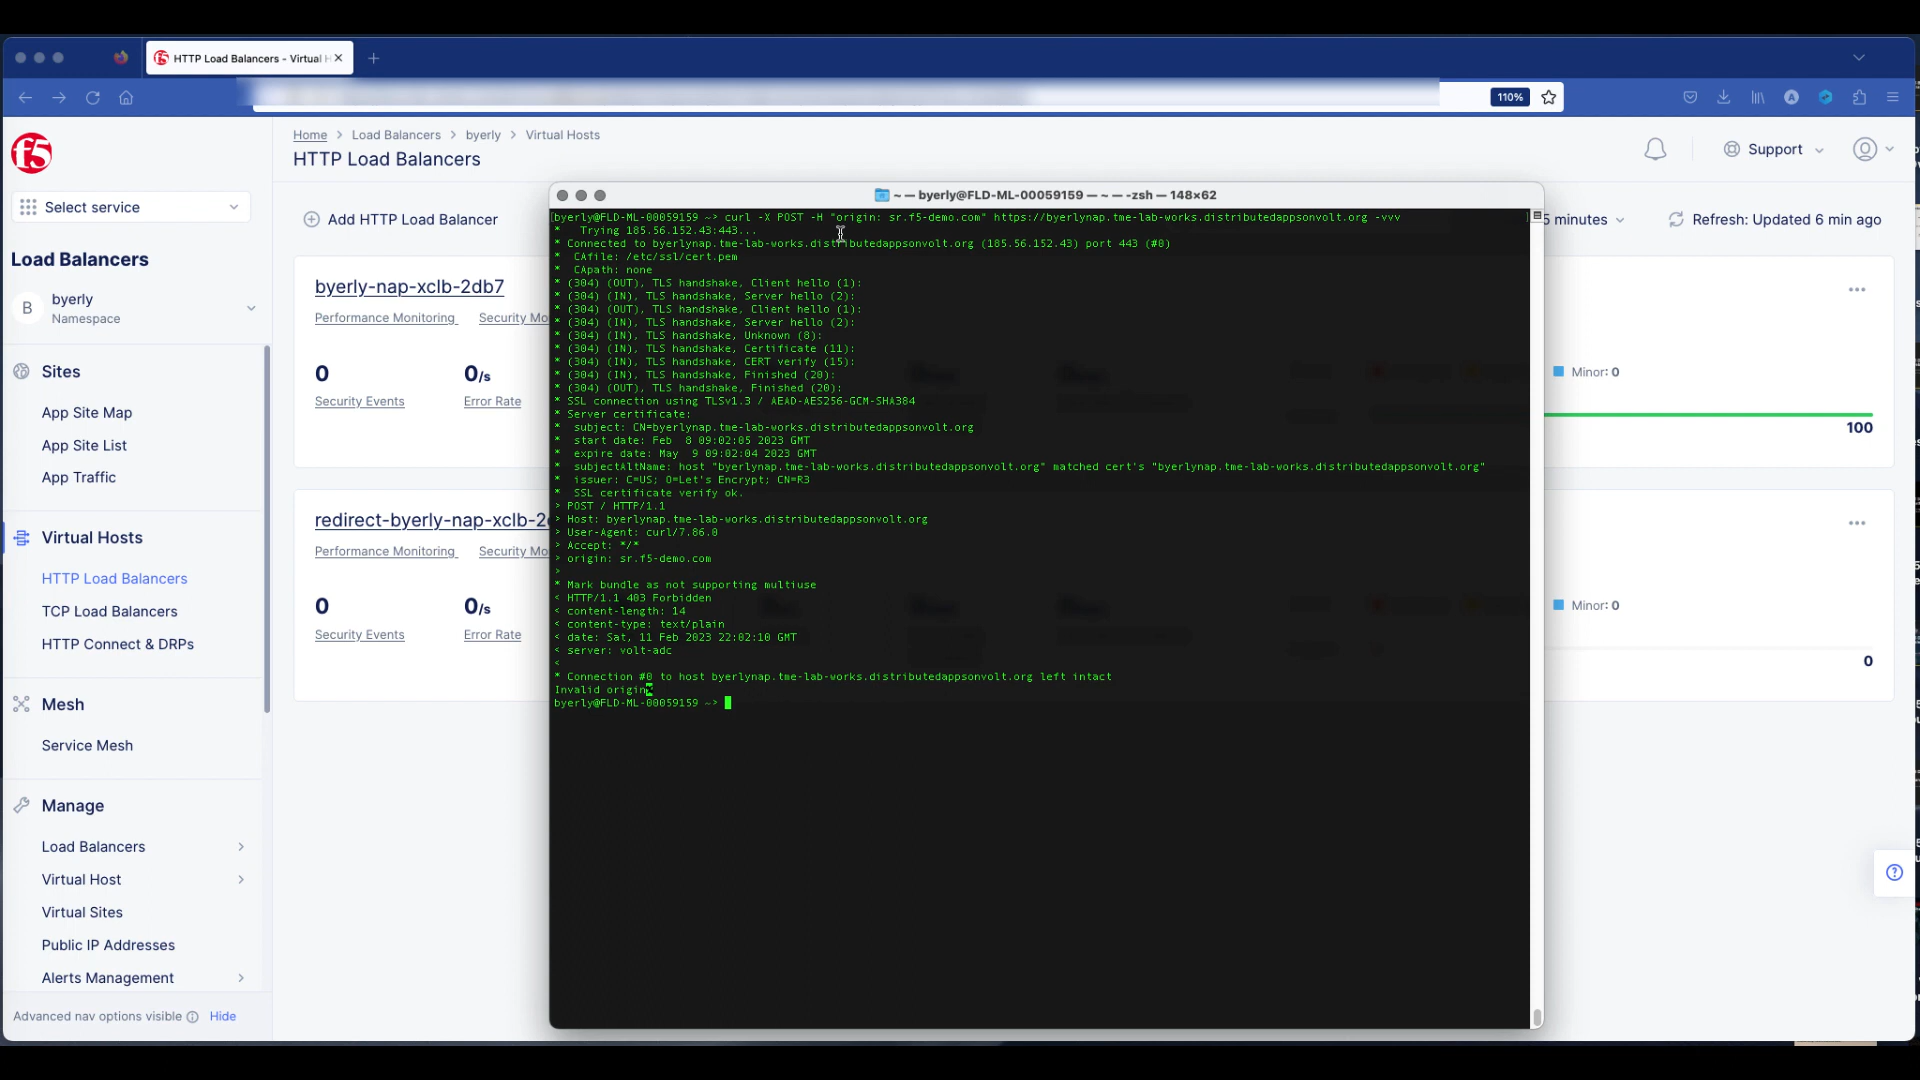 HTTP Load Balancers - Virtual H
110%
f5
Home > Load Balancers > byerly > Virtual Hosts
HTTP Load Balancers
Support
Select service
Add HTTP Load Balancer
5 minutes
Refresh: Updated 6 min ago
Load Balancers
B
byerly
Namespace
Sites
App Site Map
App Site List
App Traffic
Virtual Hosts
HTTP Load Balancers
TCP Load Balancers
HTTP Connect & DRPs
Mesh
Service Mesh
Manage
Load Balancers
Virtual Host
Virtual Sites
Public IP Addresses
Alerts Management
Advanced nav options visible
Hide
byerly-nap-xclb-2db7
Performance Monitoring
Security Mo
0
0/s
Security Events
Error Rate
Minor: 0
100
redirect-byerly-nap-xclb-2
Performance Monitoring
Security Mo
0
0/s
Security Events
Error Rate
Minor: 0
0
~ — byerly@FLD-ML-00059159 — ~ — -zsh — 148×62
[byerly@FLD-ML-00059159 ~> curl -X POST -H "origin: sr.f5-demo.com" https://byerlynap.tme-lab-works.distributedappsonvolt.org -vvv
*   Trying 185.56.152.43:443...
* Connected to byerlynap.tme-lab-works.distributedappsonvolt.org (185.56.152.43) port 443 (#0)
*  CAfile: /etc/ssl/cert.pem
*  CApath: none
* (304) (OUT), TLS handshake, Client hello (1):
* (304) (IN), TLS handshake, Server hello (2):
* (304) (OUT), TLS handshake, Client hello (1):
* (304) (IN), TLS handshake, Server hello (2):
* (304) (IN), TLS handshake, Unknown (8):
* (304) (IN), TLS handshake, Certificate (11):
* (304) (IN), TLS handshake, CERT verify (15):
* (304) (IN), TLS handshake, Finished (20):
* (304) (OUT), TLS handshake, Finished (20):
* SSL connection using TLSv1.3 / AEAD-AES256-GCM-SHA384
* Server certificate:
*  subject: CN=byerlynap.tme-lab-works.distributedappsonvolt.org
*  start date: Feb  8 09:02:05 2023 GMT
*  expire date: May  9 09:02:04 2023 GMT
*  subjectAltName: host "byerlynap.tme-lab-works.distributedappsonvolt.org" matched cert's "byerlynap.tme-lab-works.distributedappsonvolt.org"
*  issuer: C=US; O=Let's Encrypt; CN=R3
*  SSL certificate verify ok.
> POST / HTTP/1.1
> Host: byerlynap.tme-lab-works.distributedappsonvolt.org
> User-Agent: curl/7.86.0
> Accept: */*
> origin: sr.f5-demo.com
>
* Mark bundle as not supporting multiuse
< HTTP/1.1 403 Forbidden
< content-length: 14
< content-type: text/plain
< date: Sat, 11 Feb 2023 22:02:10 GMT
< server: volt-adc
<
* Connection #0 to host byerlynap.tme-lab-works.distributedappsonvolt.org left intact
Invalid origin
byerly@FLD-ML-00059159 ~>